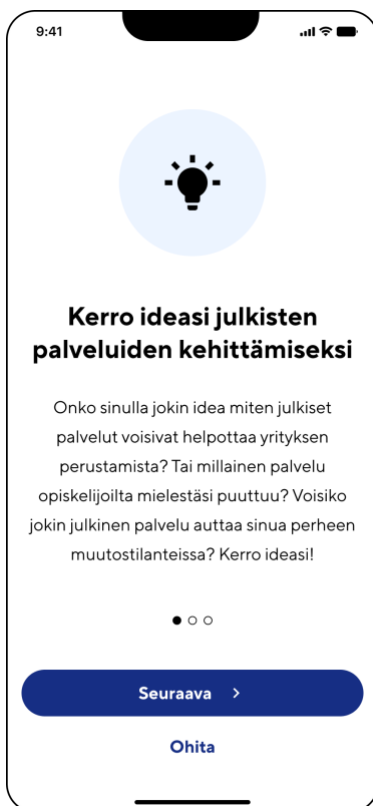 9:41
Kerro ideasi julkisten
palveluiden kehittämiseksi
Onko sinulla jokin idea miten julkiset
palvelut voisivat helpottaa yrityksen
perustamista? Tai millainen palvelu
opiskelijoilta mielestäsi puuttuu? Voisiko
jokin julkinen palvelu auttaa sinua perheen
muutostilanteissa? Kerro ideasi!
Seuraava
Ohita